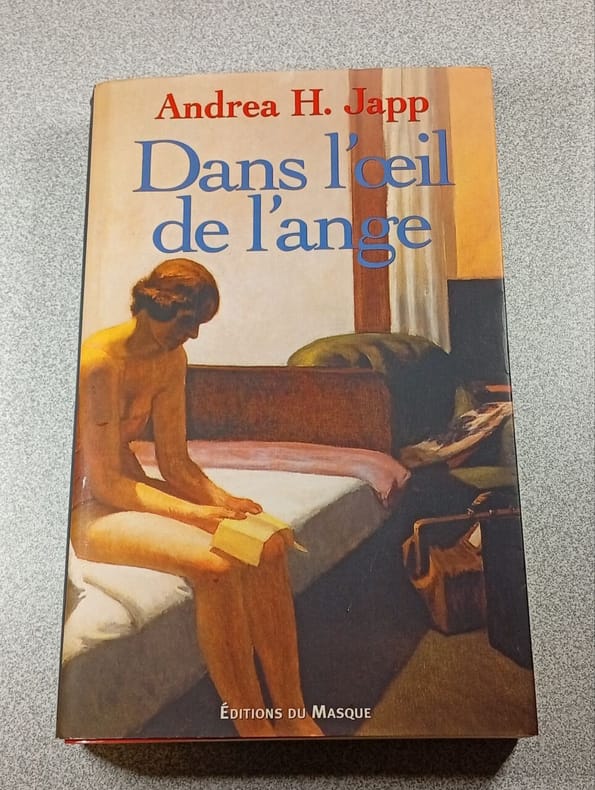 Andrea H. Japp
Dans l'œil
de l'ange
ÉDITIONS DU MASQUE